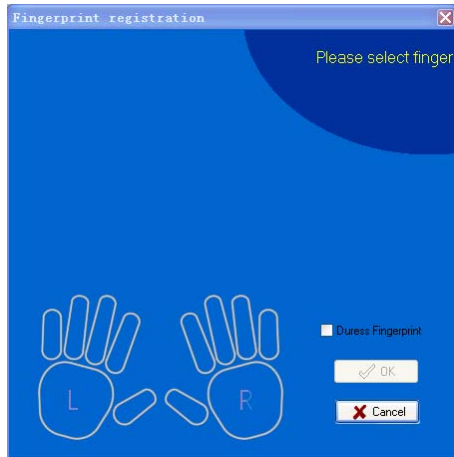 Fingerprint registration
Please select finger
Duress Fingerprint
OK
Cancel
L
R